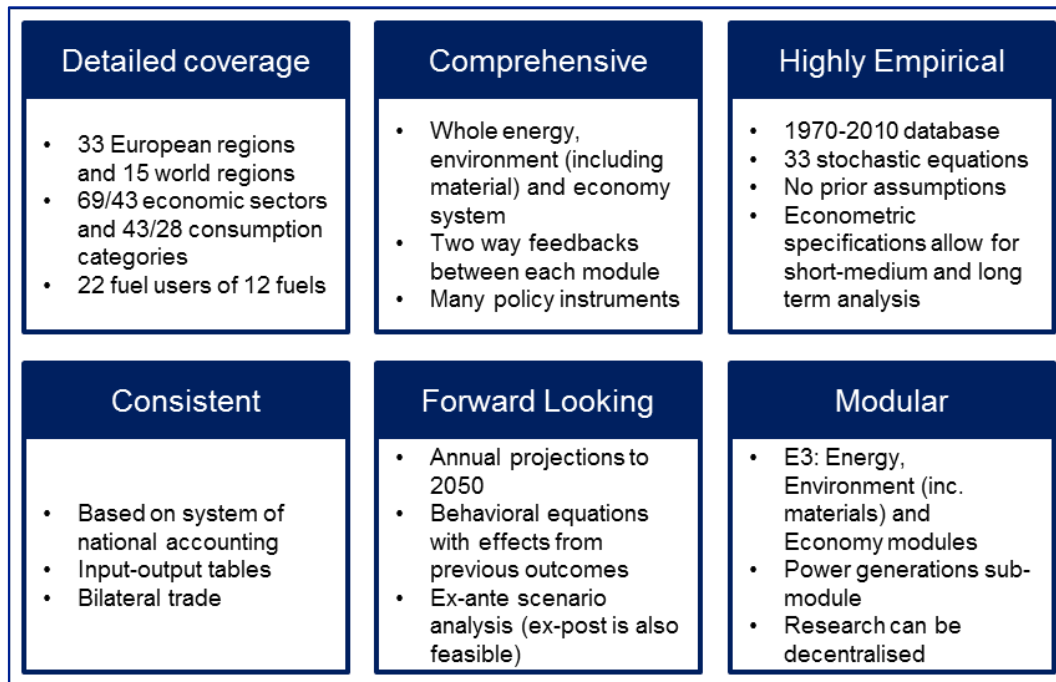 Detailed coverage
• 33 European regions
and 15 world regions
• 69/43 economic sectors
and 43/28 consumption
categories
• 22 fuel users of 12 fuels
Comprehensive
• Whole energy,
environment (including
material) and economy
system
• Two way feedbacks
between each module
• Many policy instruments
Highly Empirical
• 1970-2010 database
• 33 stochastic equations
• No prior assumptions
• Econometric
specifications allow for
short-medium and long
term analysis
Consistent
• Based on system of
national accounting
• Input-output tables
• Bilateral trade
Forward Looking
• Annual projections to
2050
• Behavioral equations
with effects from
previous outcomes
• Ex-ante scenario
analysis (ex-post is also
feasible)
Modular
• E3: Energy,
Environment (inc.
materials) and
Economy modules
• Power generations sub-
module
• Research can be
decentralised